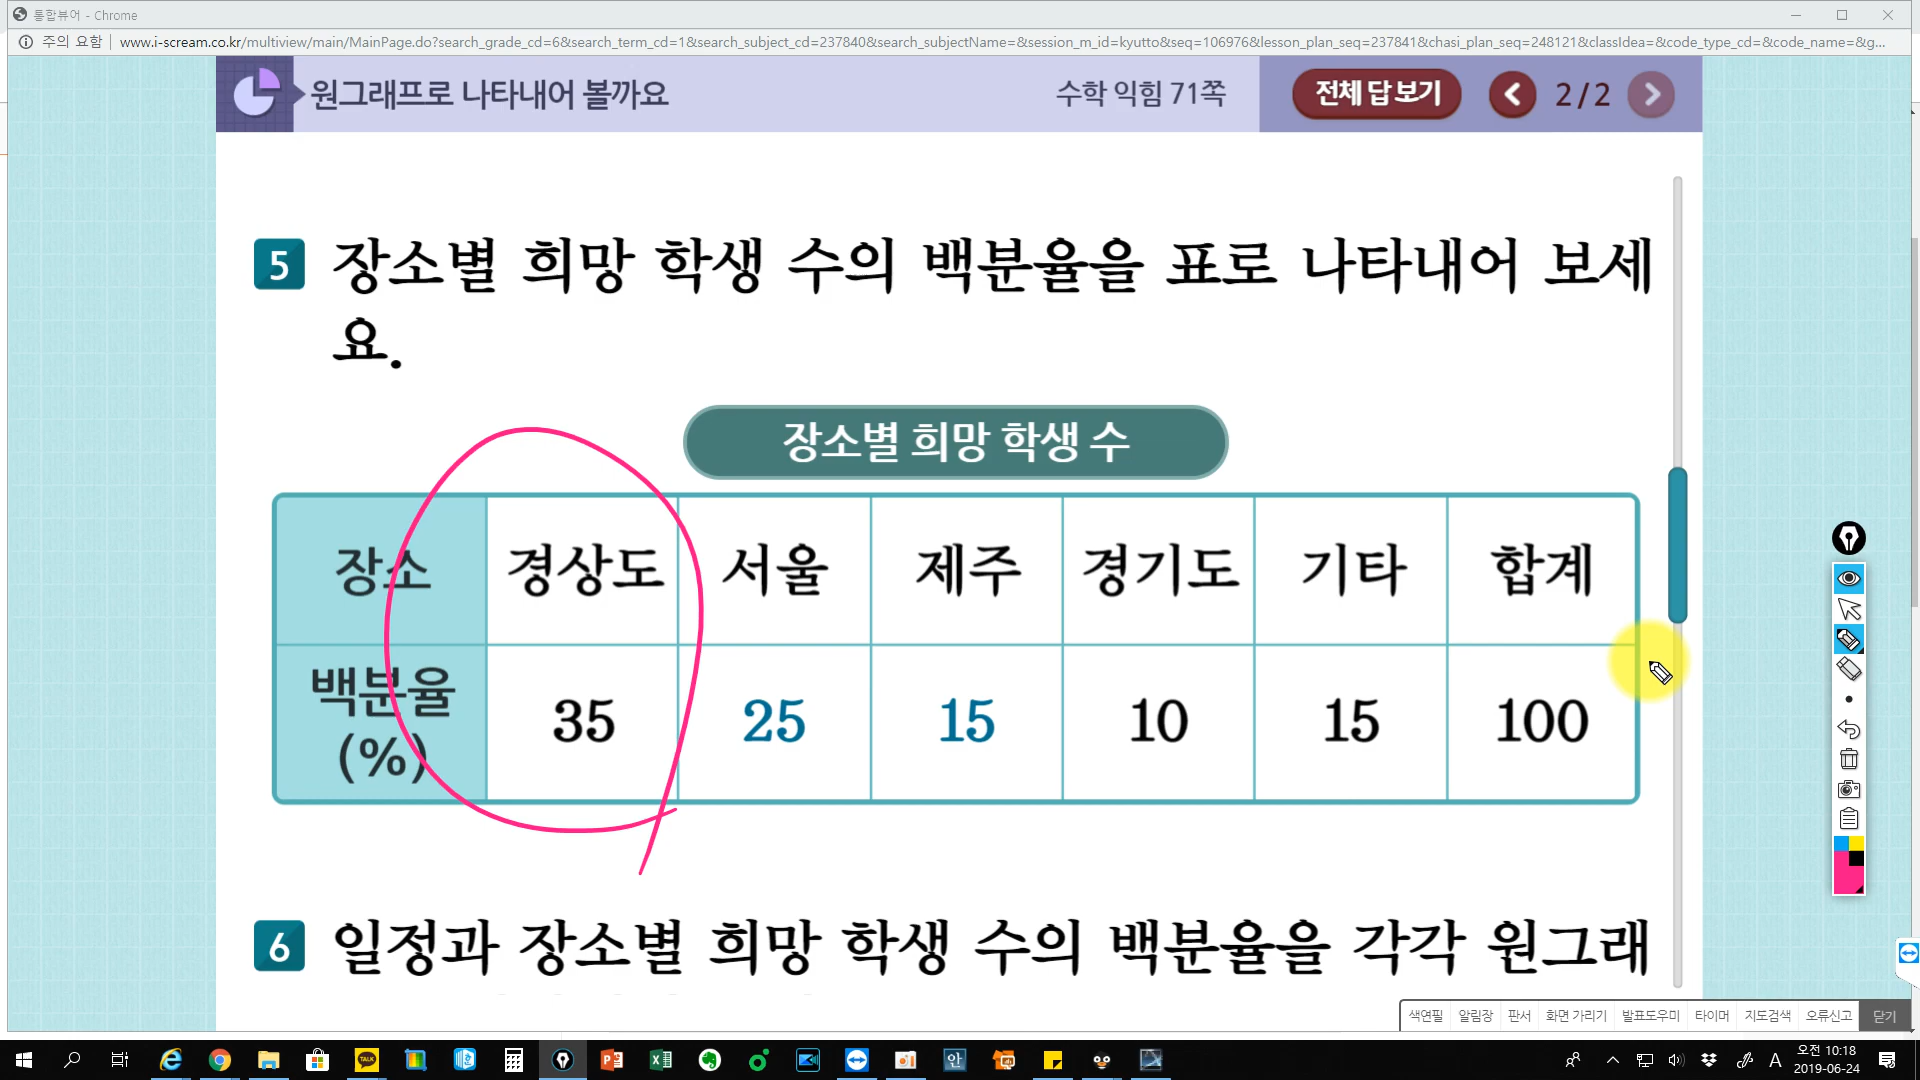 통합뷰어 - Chrome
주의 요함 | www.i-scream.co.kr/multiview/main/MainPage.do?search_grade_cd=6&search_term_cd=1&search_subject_cd=237840&search_subjectName=&session_m_id=kyutto&seq=106976&lesson_plan_seq=237841&chasi_plan_seq=248121&classIdea=&code_type_cd=&code_name=&g...
원그래프로 나타내어 볼까요 수학 익힘 71쪽 전체 답 보기 2 / 2
5 장소별 희망 학생 수의 백분율을 표로 나타내어 보세
요.
장소별 희망 학생 수
장소 경상도 서울 제주 경기도 기타 합계
백분율
(%) 35 25 15 10 15 100
6 일정과 장소별 희망 학생 수의 백분율을 각각 원그래
색연필 알림장 판서 화면 가리기 발표도우미 타이머 지도검색 오류신고 닫기
TALK 안 A 오전 10:18
2019-06-24